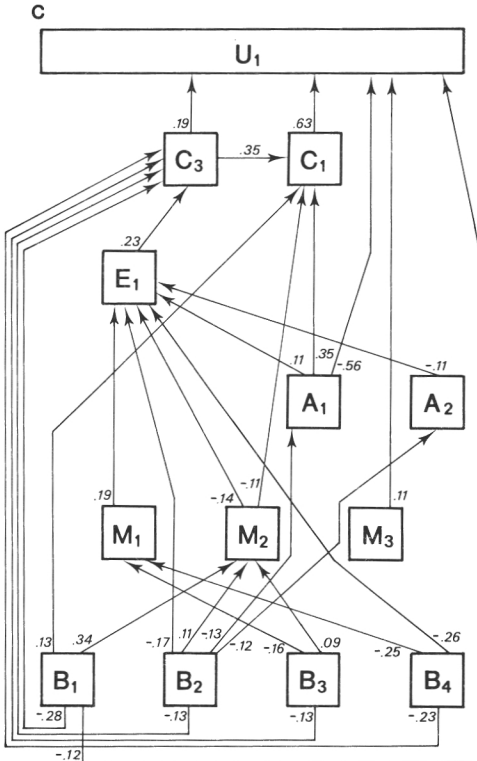 C
U1
.19 .63
C3 .35 C1
.23
E1
.11 .35 -.56 -.11
A1 A2
.19 -.14 -.11 .11
M1 M2 M3
.13 .34 -.17 .11 -.13 -.12 -.16 .09 -.25 -.26
B1 B2 B3 B4
-.28 -.13 -.13 -.23
-.12